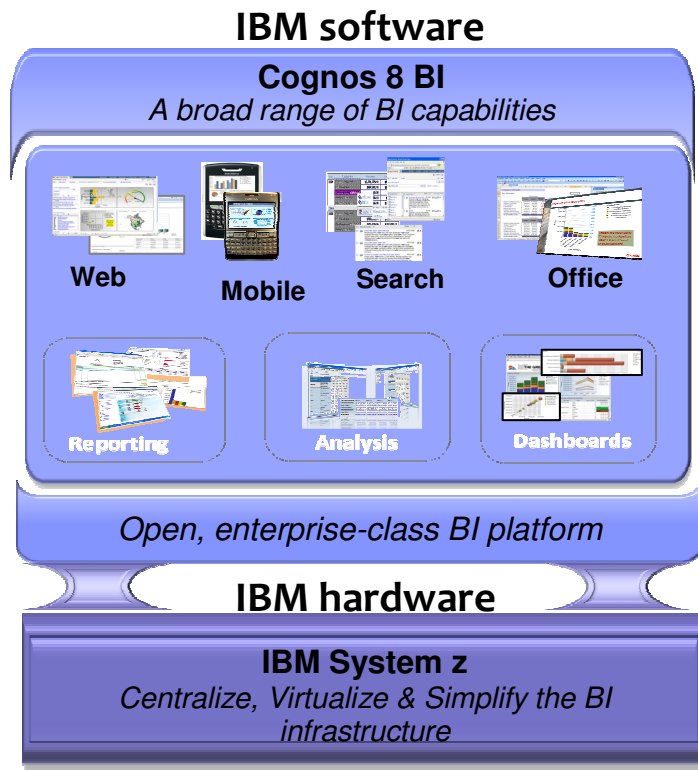 IBM software
Cognos 8 BI
A broad range of BI capabilities
Web
Mobile
Search
Office
Reporting
Analysis
Dashboards
Open, enterprise-class BI platform
IBM hardware
IBM System z
Centralize, Virtualize & Simplify the BI
infrastructure